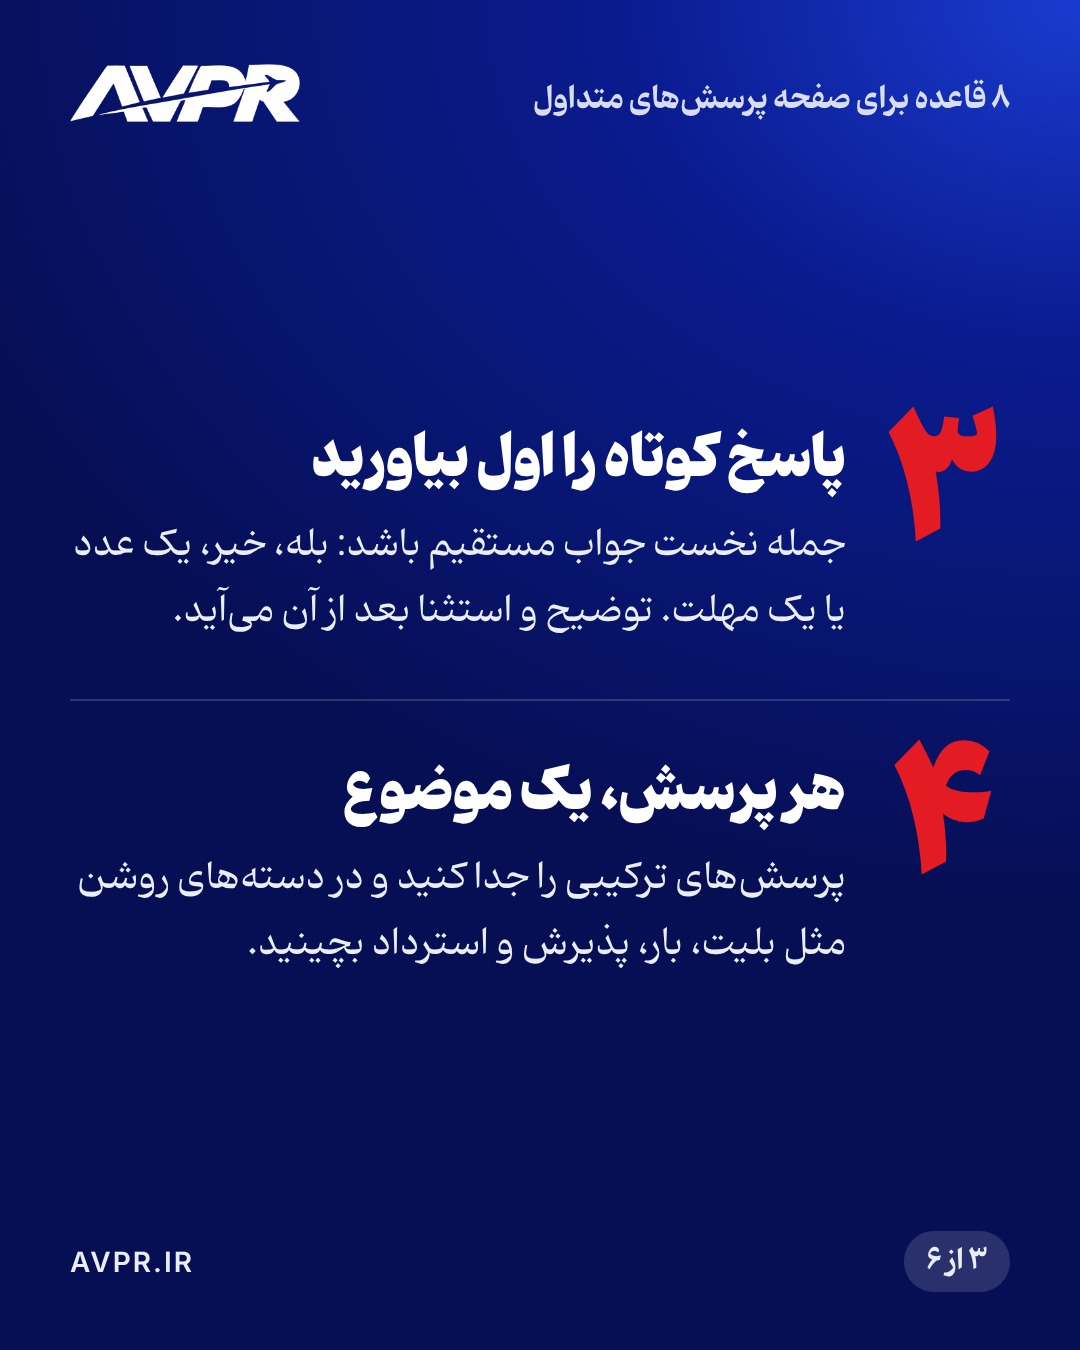 ۸ قاعده برای صفحه پرسش‌های متداول
AVPR
۳
پاسخ کوتاه را اول بیاورید
جمله نخست جواب مستقیم باشد: بله، خیر، یک عدد
یا یک مهلت. توضیح و استثنا بعد از آن می‌آید.
۴
هر پرسش، یک موضوع
پرسش‌های ترکیبی را جدا کنید و در دسته‌های روشن
مثل بلیت، بار، پذیرش و استرداد بچینید.
۳ از ۶
AVPR.IR